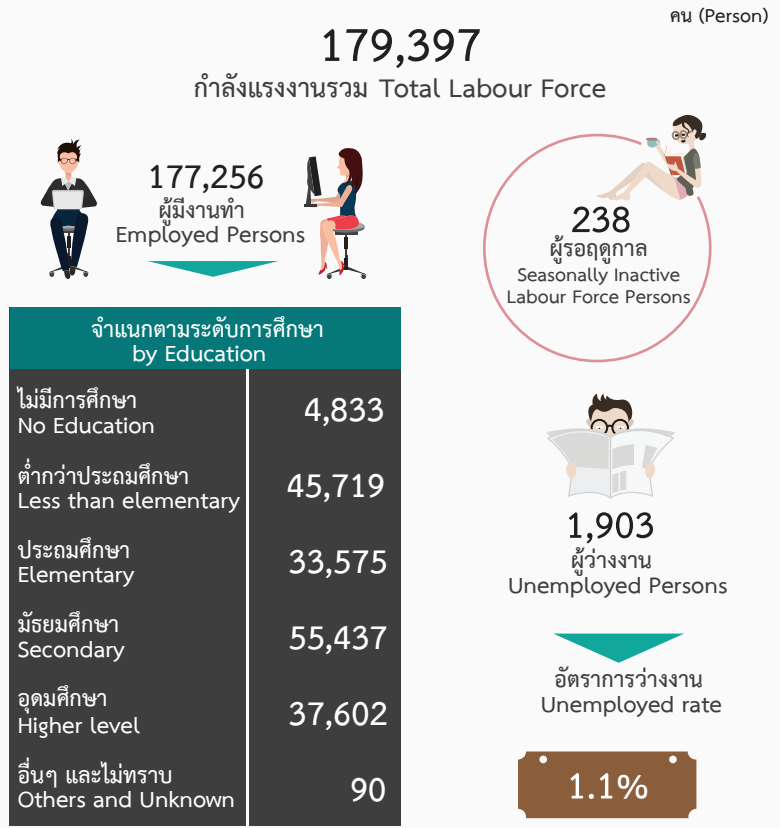 คน (Person)
179,397
กำลังแรงงานรวม Total Labour Force
177,256
ผู้มีงานทำ
Employed Persons
238
ผู้รอฤดูกาล
Seasonally Inactive
Labour Force Persons
จำแนกตามระดับการศึกษา
by Education
ไม่มีการศึกษา
No Education
4,833
ต่ำกว่าประถมศึกษา
Less than elementary
45,719
ประถมศึกษา
Elementary
33,575
มัธยมศึกษา
Secondary
55,437
อุดมศึกษา
Higher level
37,602
อื่นๆ และไม่ทราบ
Others and Unknown
90
1,903
ผู้ว่างงาน
Unemployed Persons
อัตราการว่างงาน
Unemployed rate
1.1%